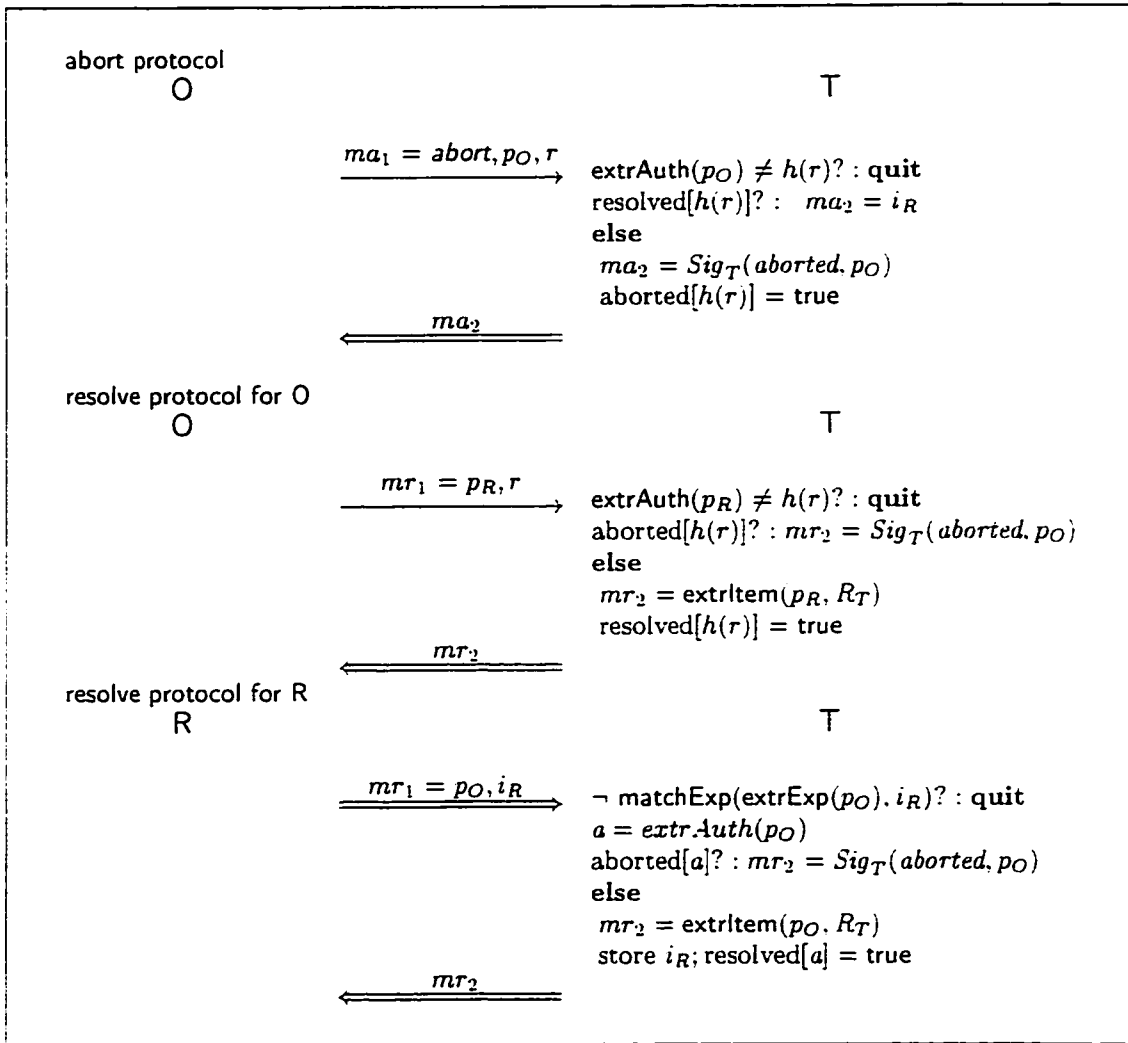 abort protocol
O T
ma₁ = abort, p_O, r
extrAuth(p_O) ≠ h(r)? : quit
resolved[h(r)]? : ma₂ = i_R
else
ma₂ = Sig_T(aborted, p_O)
aborted[h(r)] = true
ma₂
resolve protocol for O
O T
mr₁ = p_R, r
extrAuth(p_R) ≠ h(r)? : quit
aborted[h(r)]? : mr₂ = Sig_T(aborted, p_O)
else
mr₂ = extrItem(p_R, R_T)
resolved[h(r)] = true
mr₂
resolve protocol for R
R T
mr₁ = p_O, i_R
¬ matchExp(extrExp(p_O), i_R)? : quit
a = extrAuth(p_O)
aborted[a]? : mr₂ = Sig_T(aborted, p_O)
else
mr₂ = extrItem(p_O, R_T)
store i_R; resolved[a] = true
mr₂